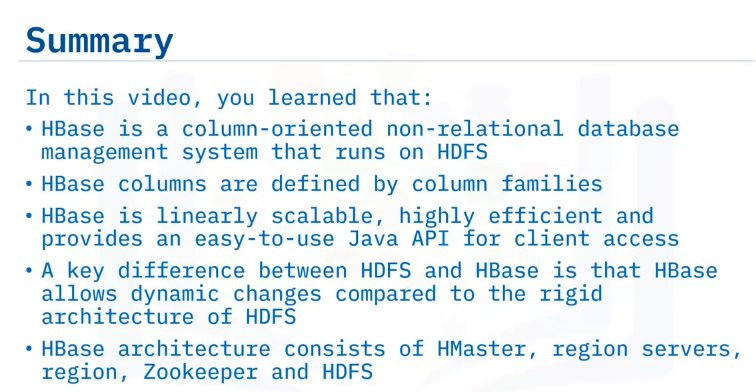 Summary
In this video, you learned that:
• HBase is a column-oriented non-relational database
management system that runs on HDFS
• HBase columns are defined by column families
• HBase is linearly scalable, highly efficient and
provides an easy-to-use Java API for client access
• A key difference between HDFS and HBase is that HBase
allows dynamic changes compared to the rigid
architecture of HDFS
• HBase architecture consists of HMaster, region servers,
region, Zookeeper and HDFS